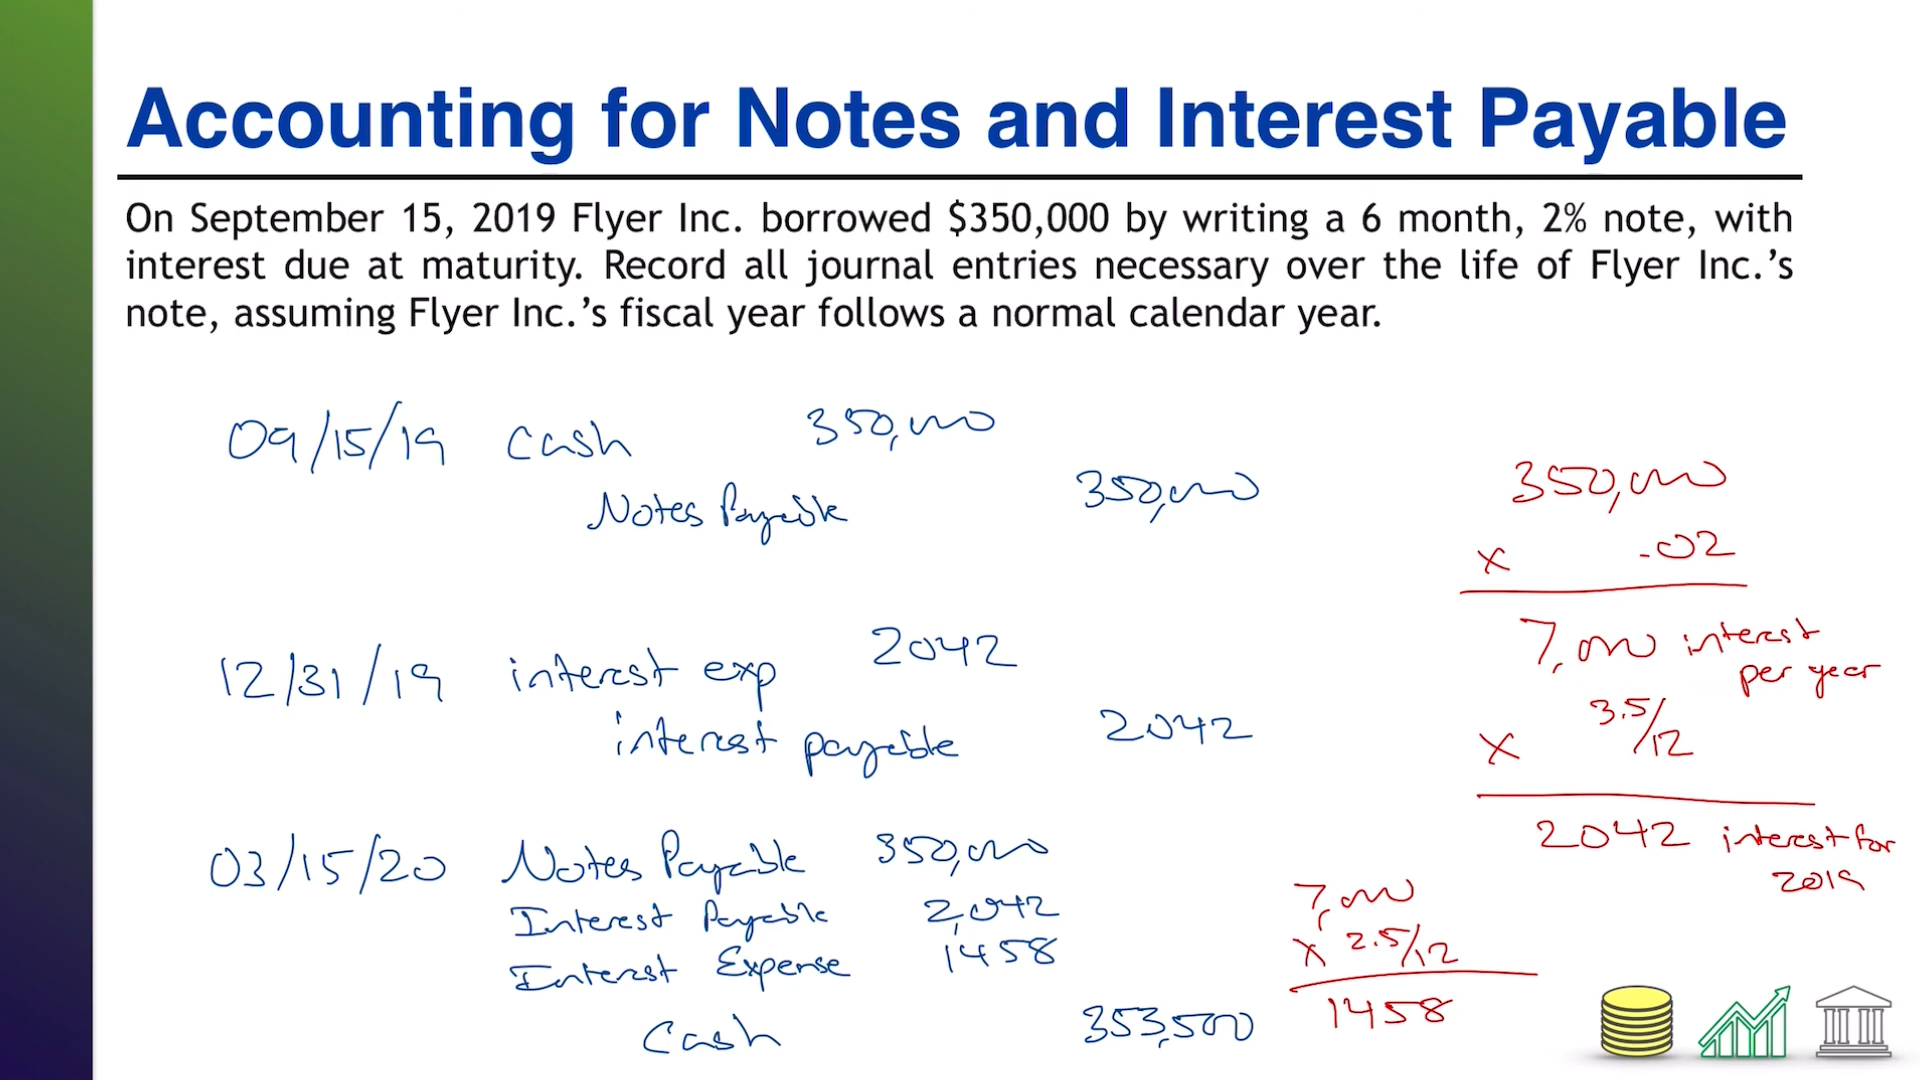 Accounting for Notes and Interest Payable
On September 15, 2019 Flyer Inc. borrowed $350,000 by writing a 6 month, 2% note, with
interest due at maturity. Record all journal entries necessary over the life of Flyer Inc.'s
note, assuming Flyer Inc.'s fiscal year follows a normal calendar year.
09/15/19 Cash 350,000
Notes Payable 350,000
12/31/19 interest exp 2042
interest payable 2042
03/15/20 Notes Payable 350,000
Interest Payable 2,042
Interest Expense 1458
Cash 353,500
350,000
x .02
7,000 interest
per year
x 3.5/12
2042 interest for
2019
7,000
x 2.5/12
1458